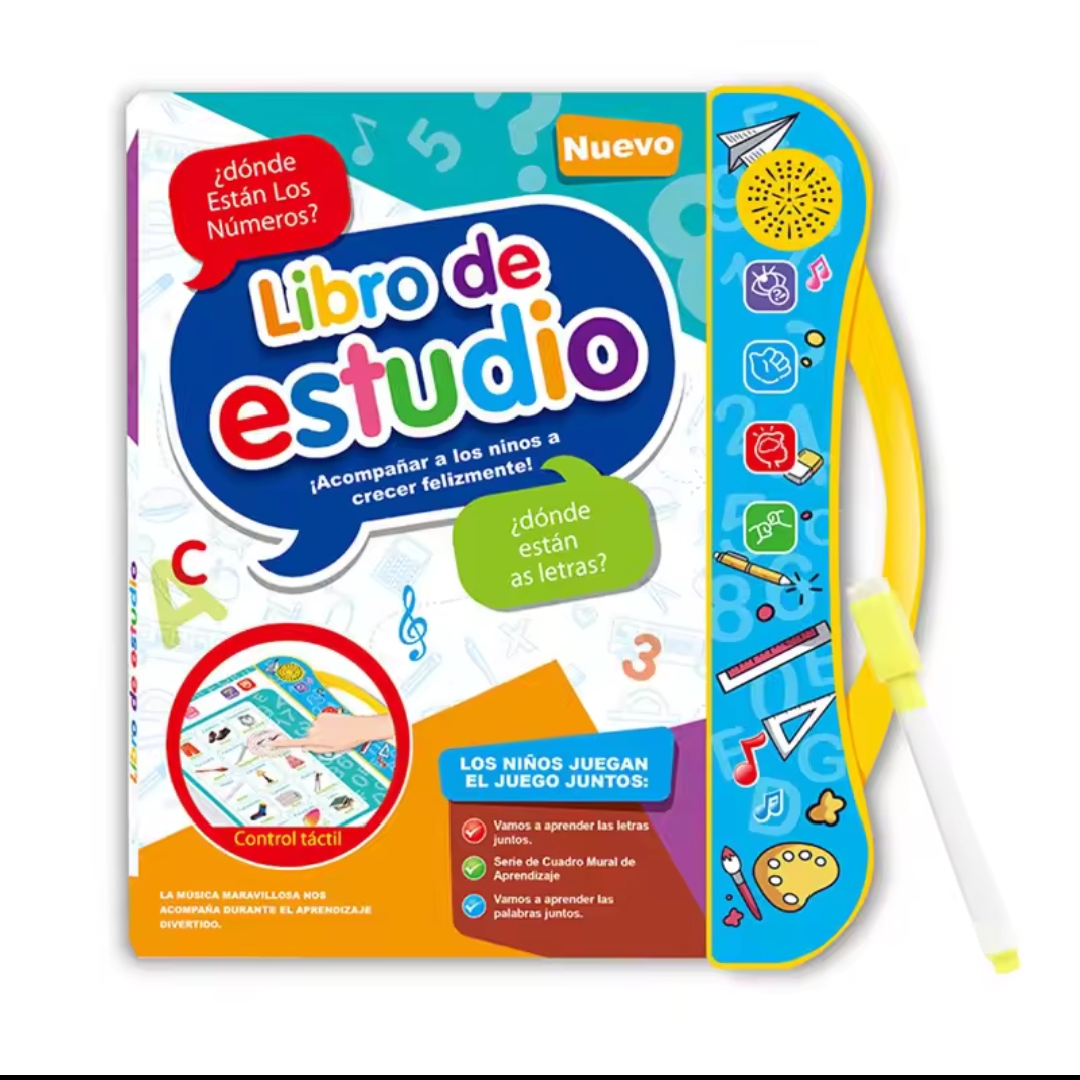 Nuevo
¿dónde
Están Los
Números?
Libro de
estudio
¡Acompañar a los ninos a
crecer felizmente!
¿dónde
están
as letras?
C
A
3
5
?
Libro de estudio
Control táctil
LOS NIÑOS JUEGAN
EL JUEGO JUNTOS:
Vamos a aprender las letras
juntos.
Serie de Cuadro Mural de
Aprendizaje
Vamos a aprender las
palabras juntos.
LA MÚSICA MARAVILLOSA NOS
ACOMPAÑA DURANTE EL APRENDIZAJE
DIVERTIDO.